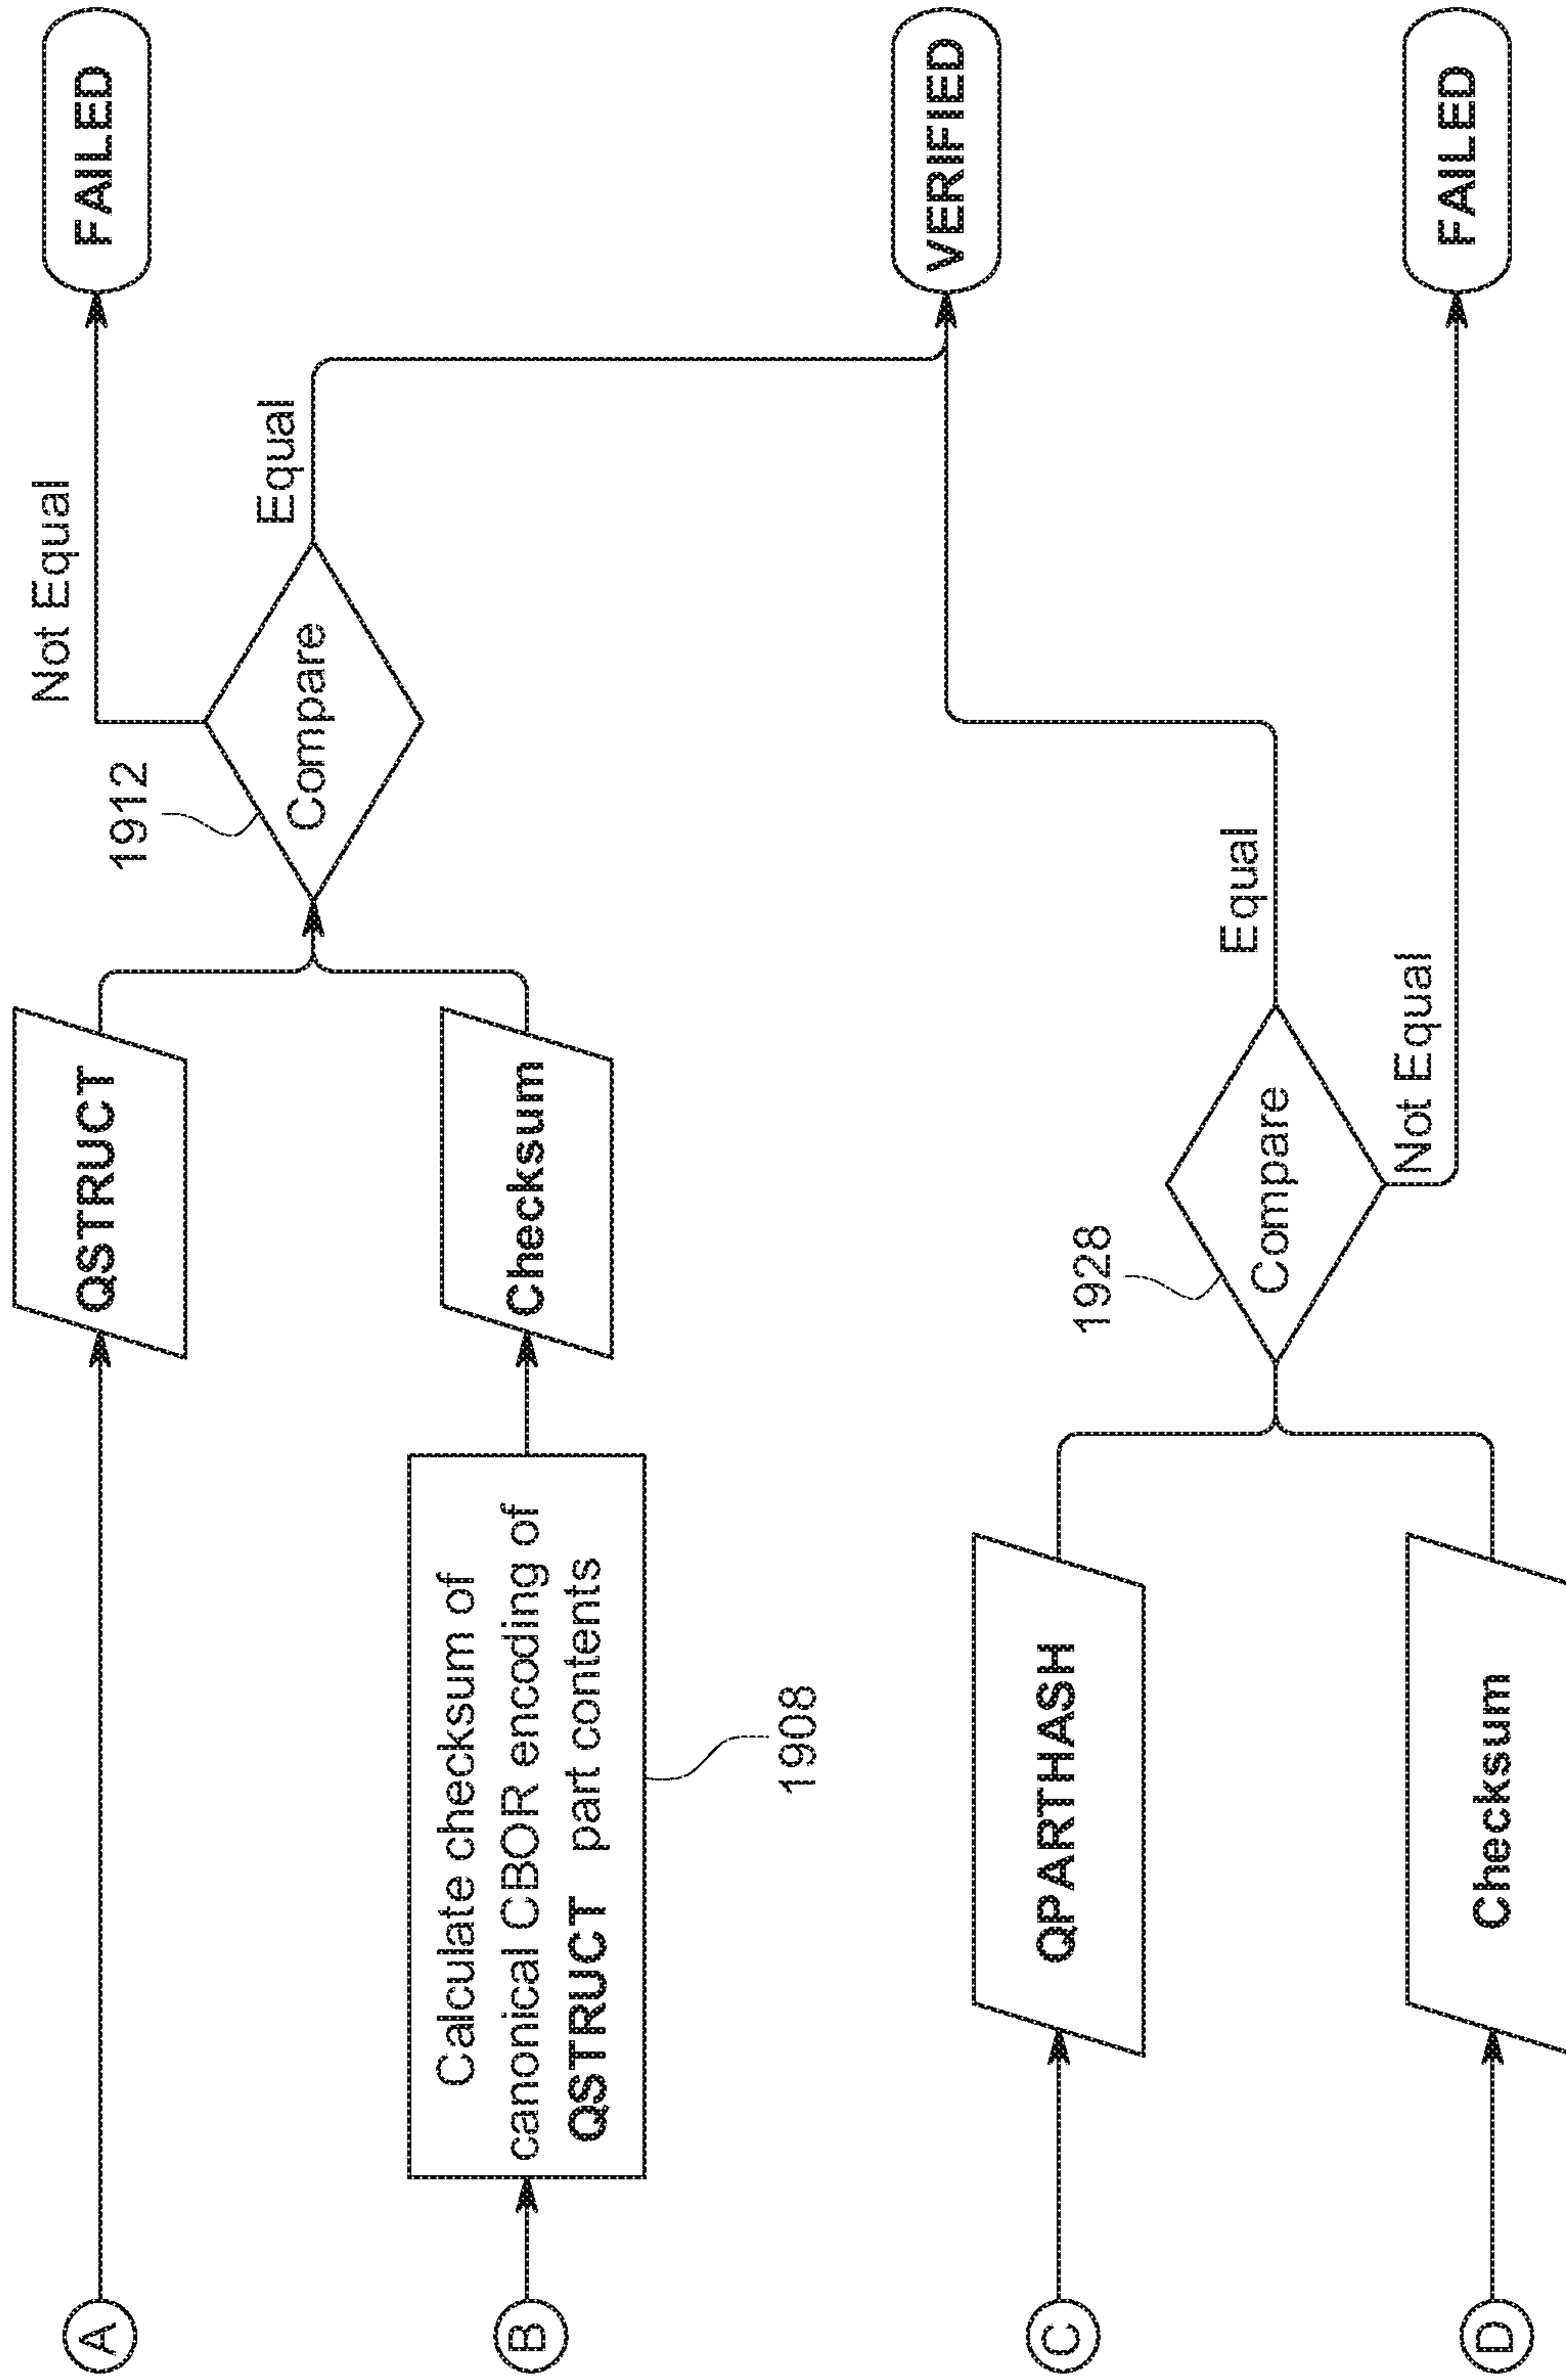 A
QSTRUCT
Not Equal
FAILED
1912
Compare
Equal
B
Calculate checksum of
canonical CBOR encoding of
QSTRUCT part contents
1908
Checksum
VERIFIED
C
QPARTHASH
1928
Compare
Equal
Not Equal
D
Checksum
FAILED